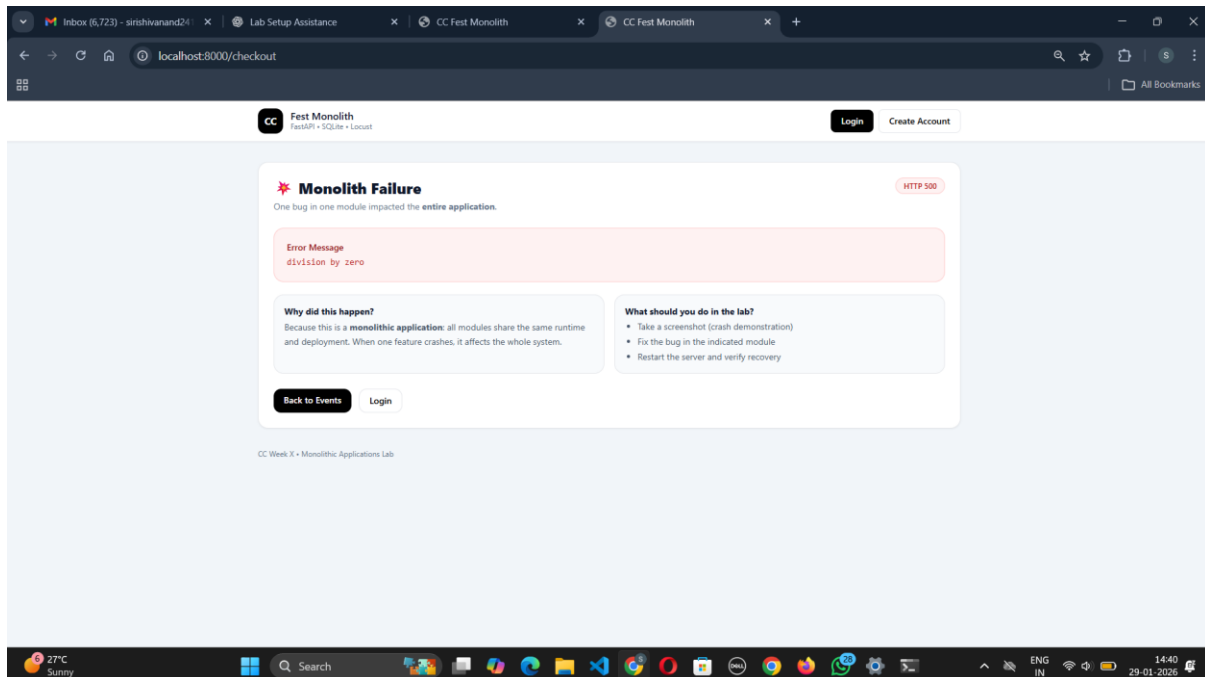 Inbox (6,723) - sirishivanand24
Lab Setup Assistance
CC Fest Monolith
CC Fest Monolith
localhost:8000/checkout
S
All Bookmarks
CC
Fest Monolith
FastAPI • SQLite • Locust
Login
Create Account
Monolith Failure
HTTP 500
One bug in one module impacted the entire application.
Error Message
division by zero
Why did this happen?
Because this is a monolithic application: all modules share the same runtime
and deployment. When one feature crashes, it affects the whole system.
What should you do in the lab?
• Take a screenshot (crash demonstration)
• Fix the bug in the indicated module
• Restart the server and verify recovery
Back to Events
Login
CC Week X • Monolithic Applications Lab
6
27°C
Sunny
Search
DELL
28
ENG
IN
14:40
29-01-2026